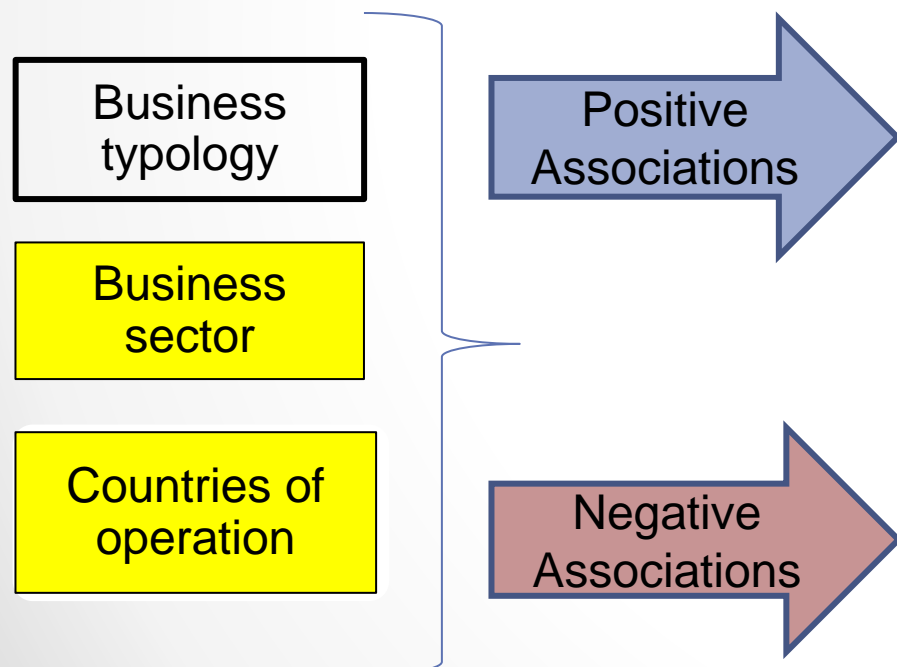 Business
typology
Business
sector
Countries of
operation
Positive
Associations
Negative
Associations